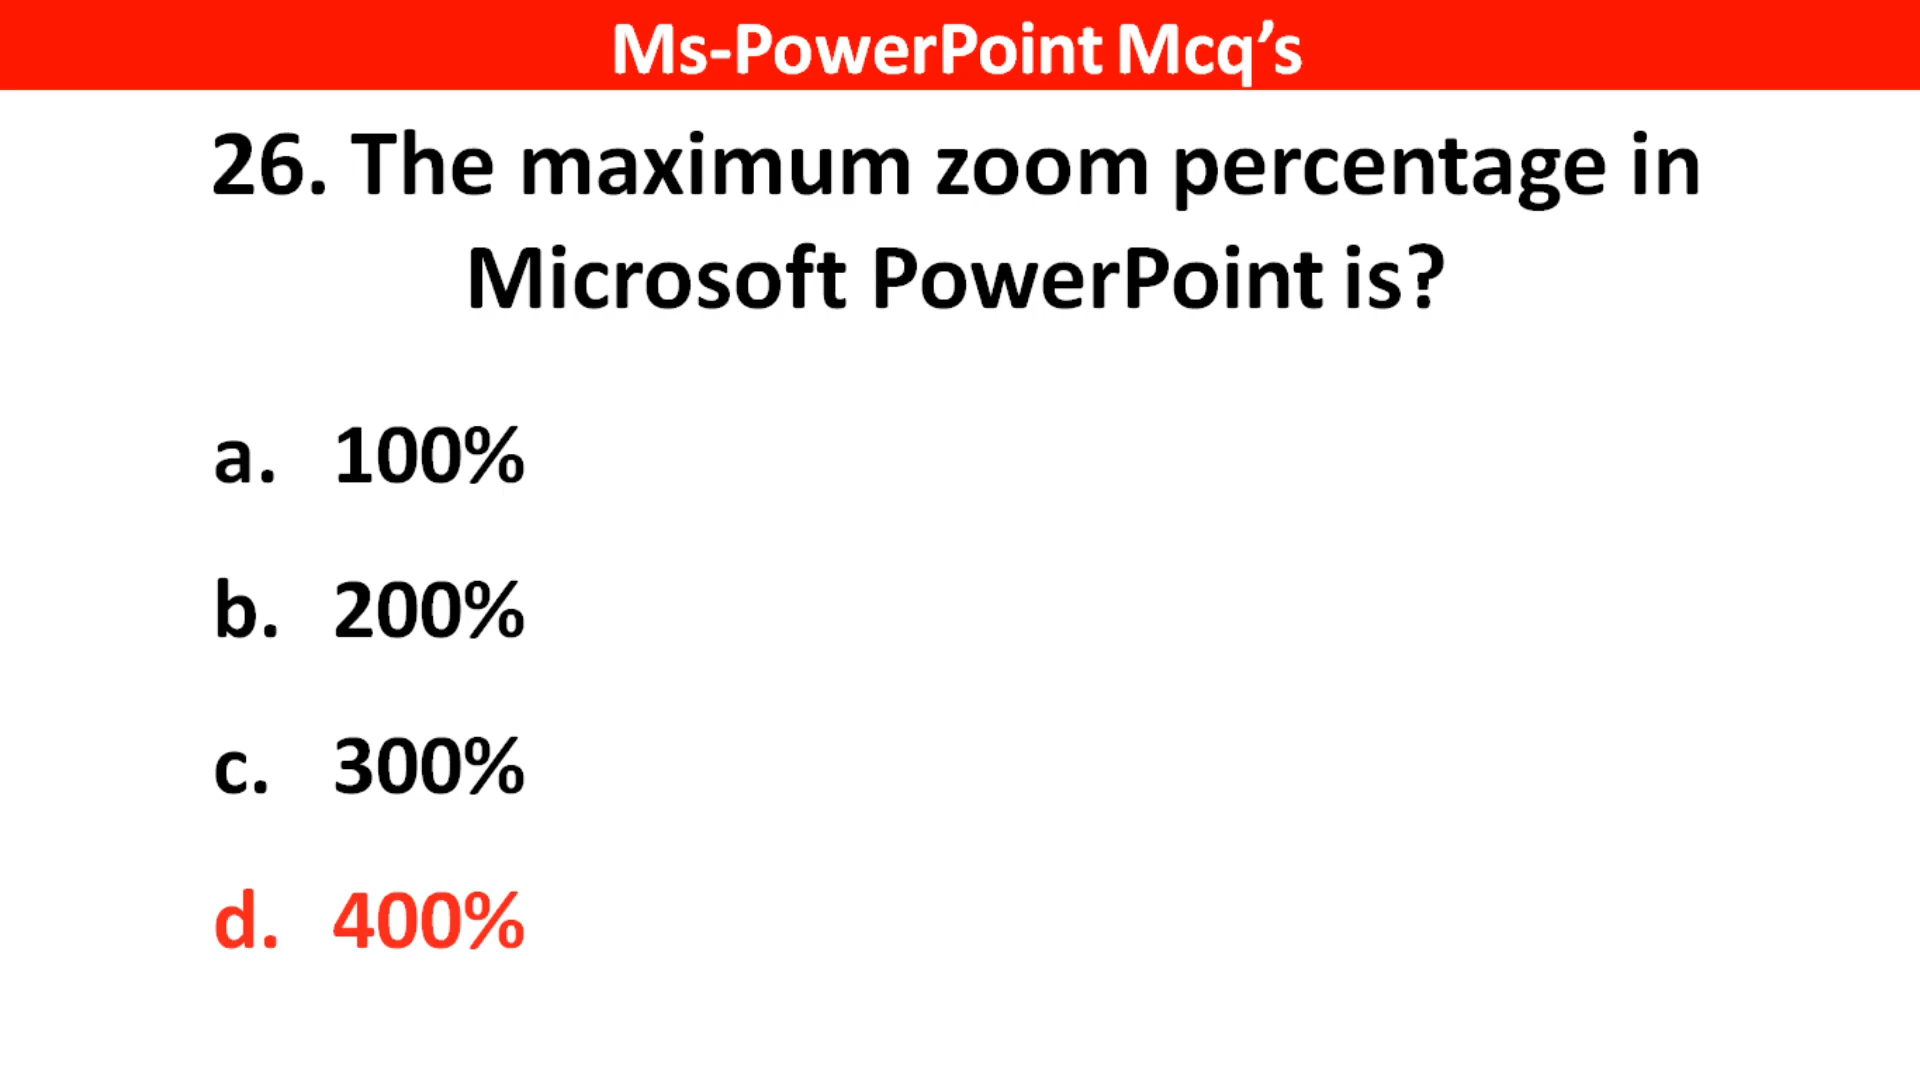 Ms-PowerPoint Mcq’s
26. The maximum zoom percentage in
Microsoft PowerPoint is?
a. 100%
b. 200%
c. 300%
d. 400%